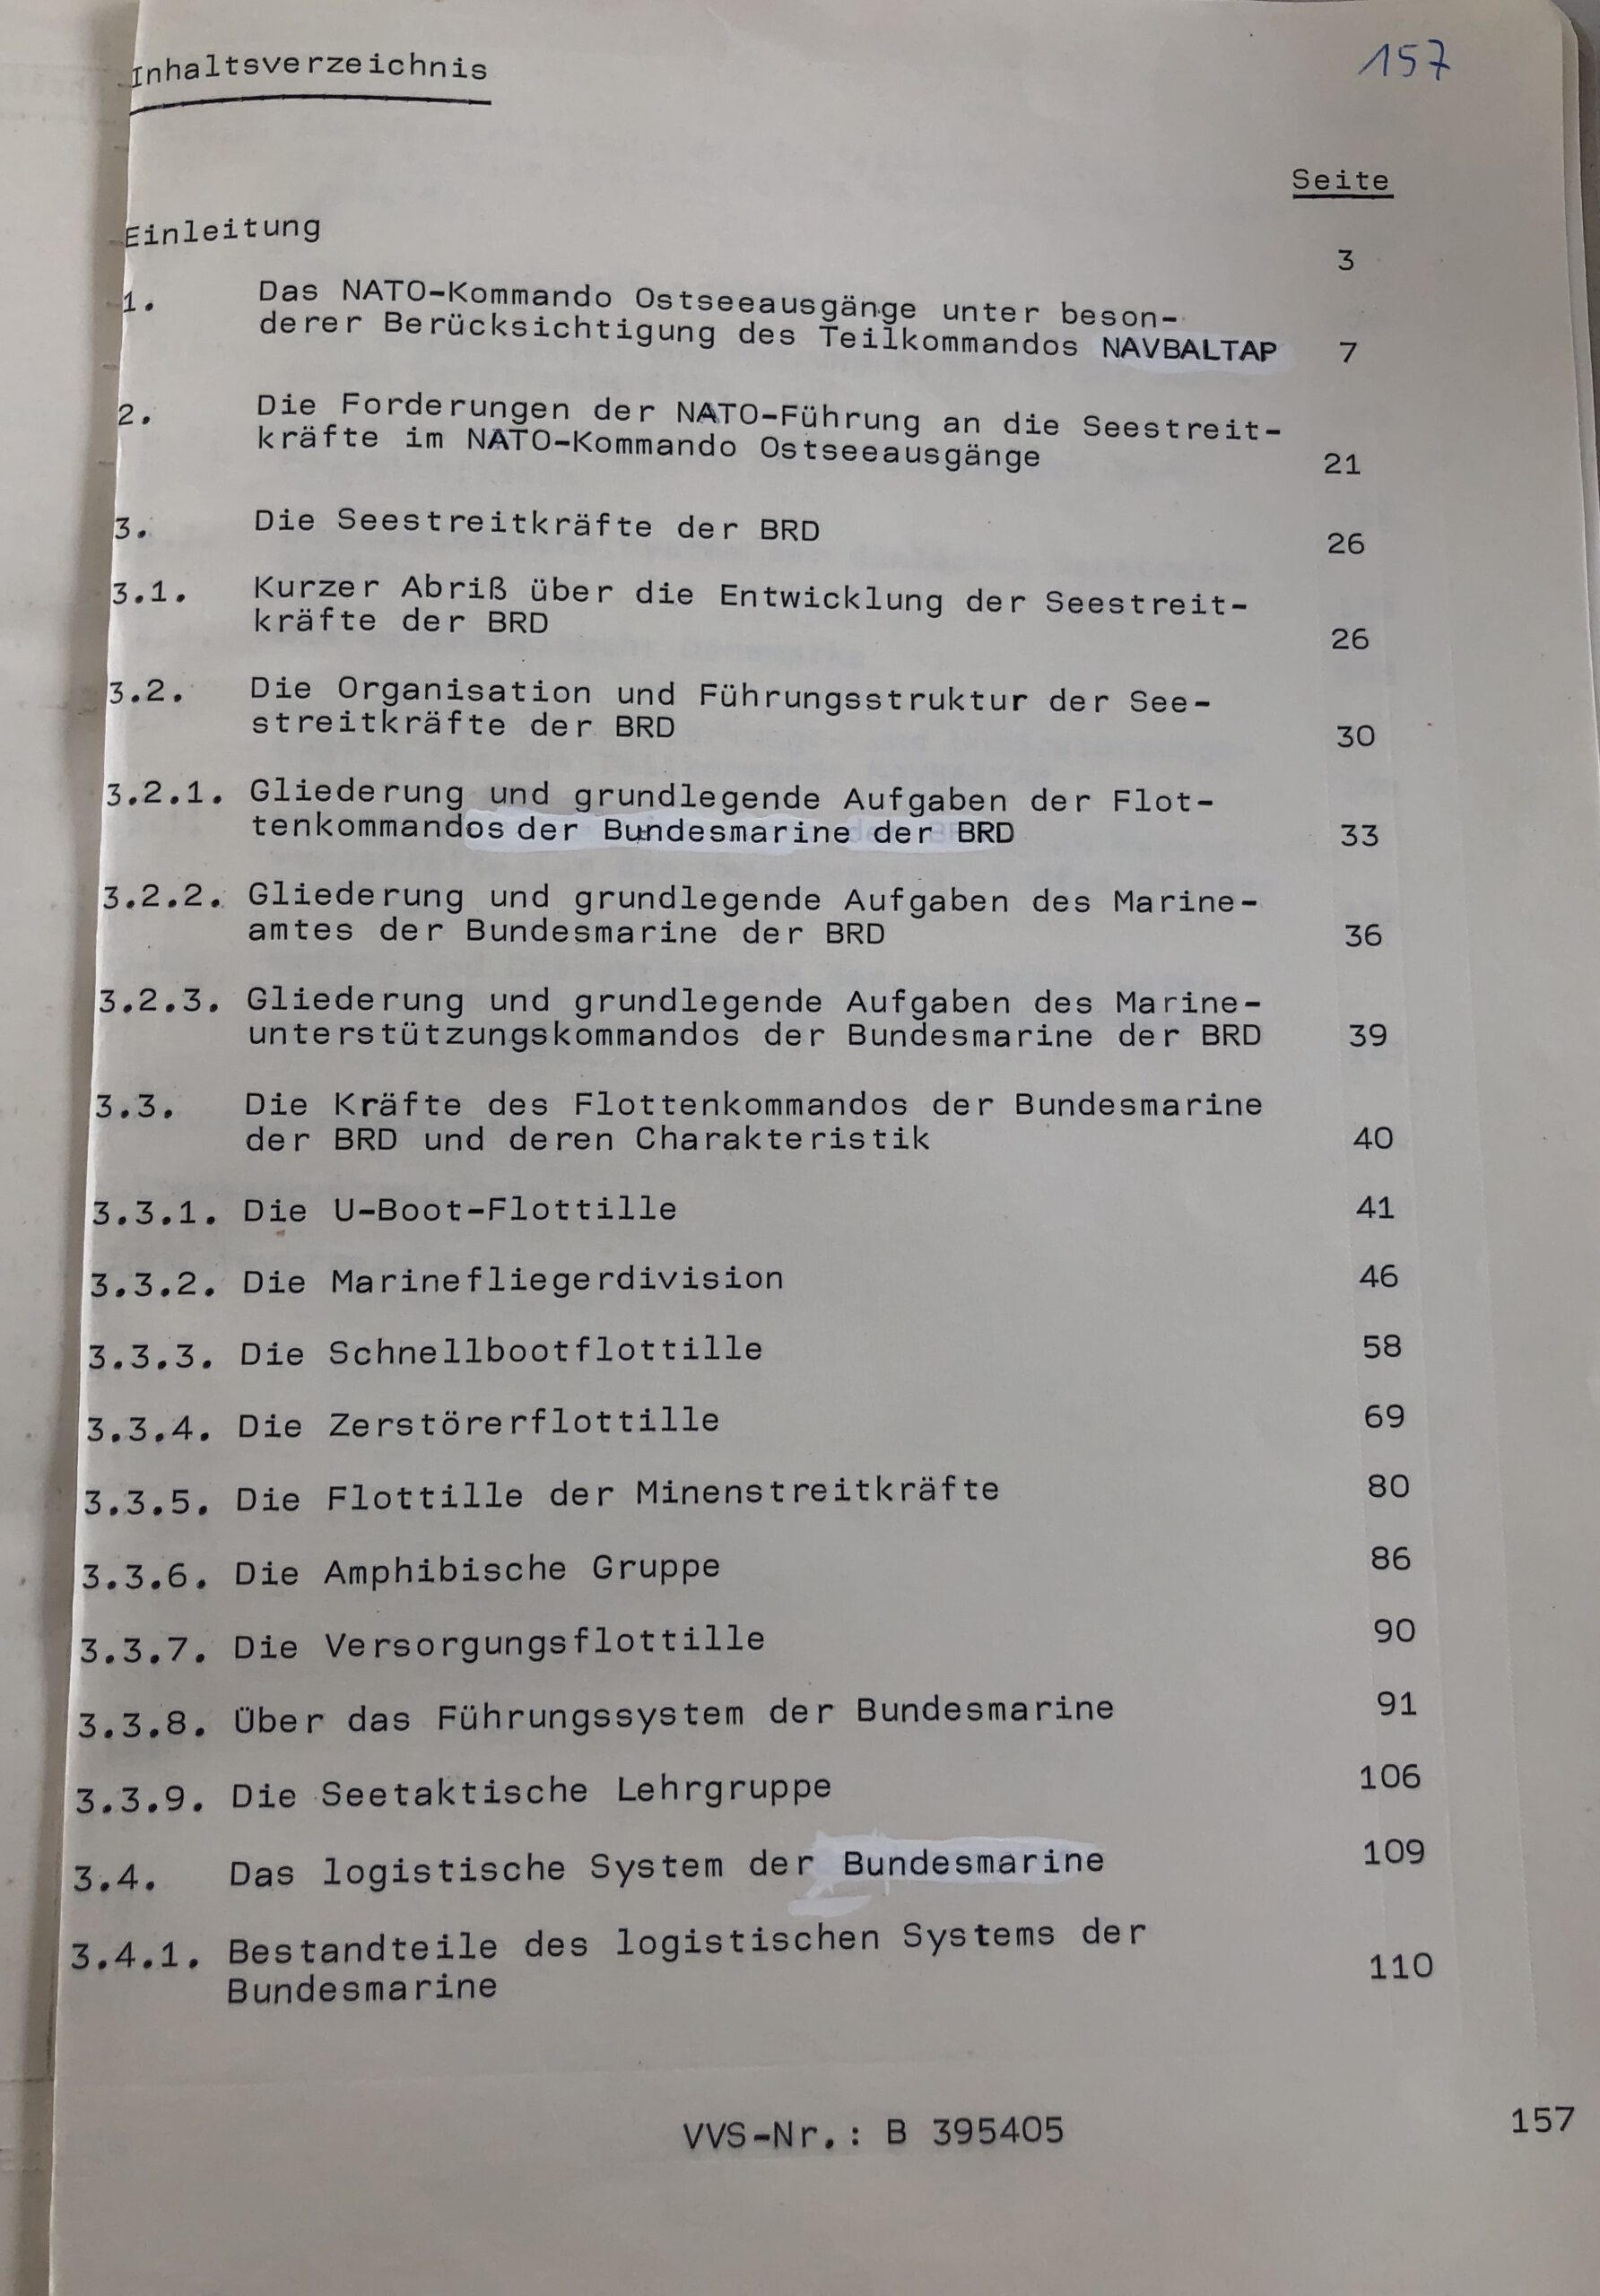 Inhaltsverzeichnis
157
Seite
Einleitung 3
1. Das NATO-Kommando Ostseeausgänge unter beson-
derer Berücksichtigung des Teilkommandos NAVBALTAP 7
2. Die Forderungen der NATO-Führung an die Seestreit-
kräfte im NATO-Kommando Ostseeausgänge 21
3. Die Seestreitkräfte der BRD 26
3.1. Kurzer Abriß über die Entwicklung der Seestreit-
kräfte der BRD 26
3.2. Die Organisation und Führungsstruktur der See-
streitkräfte der BRD 30
3.2.1. Gliederung und grundlegende Aufgaben der Flot-
tenkommandos der Bundesmarine der BRD 33
3.2.2. Gliederung und grundlegende Aufgaben des Marine-
amtes der Bundesmarine der BRD 36
3.2.3. Gliederung und grundlegende Aufgaben des Marine-
unterstützungskommandos der Bundesmarine der BRD 39
3.3. Die Kräfte des Flottenkommandos der Bundesmarine
der BRD und deren Charakteristik 40
3.3.1. Die U-Boot-Flottille 41
3.3.2. Die Marinefliegerdivision 46
3.3.3. Die Schnellbootflottille 58
3.3.4. Die Zerstörerflottille 69
3.3.5. Die Flottille der Minenstreitkräfte 80
3.3.6. Die Amphibische Gruppe 86
3.3.7. Die Versorgungsflottille 90
3.3.8. Über das Führungssystem der Bundesmarine 91
3.3.9. Die Seetaktische Lehrgruppe 106
3.4. Das logistische System der Bundesmarine 109
3.4.1. Bestandteile des logistischen Systems der
Bundesmarine 110
VVS-Nr.: B 395405
157